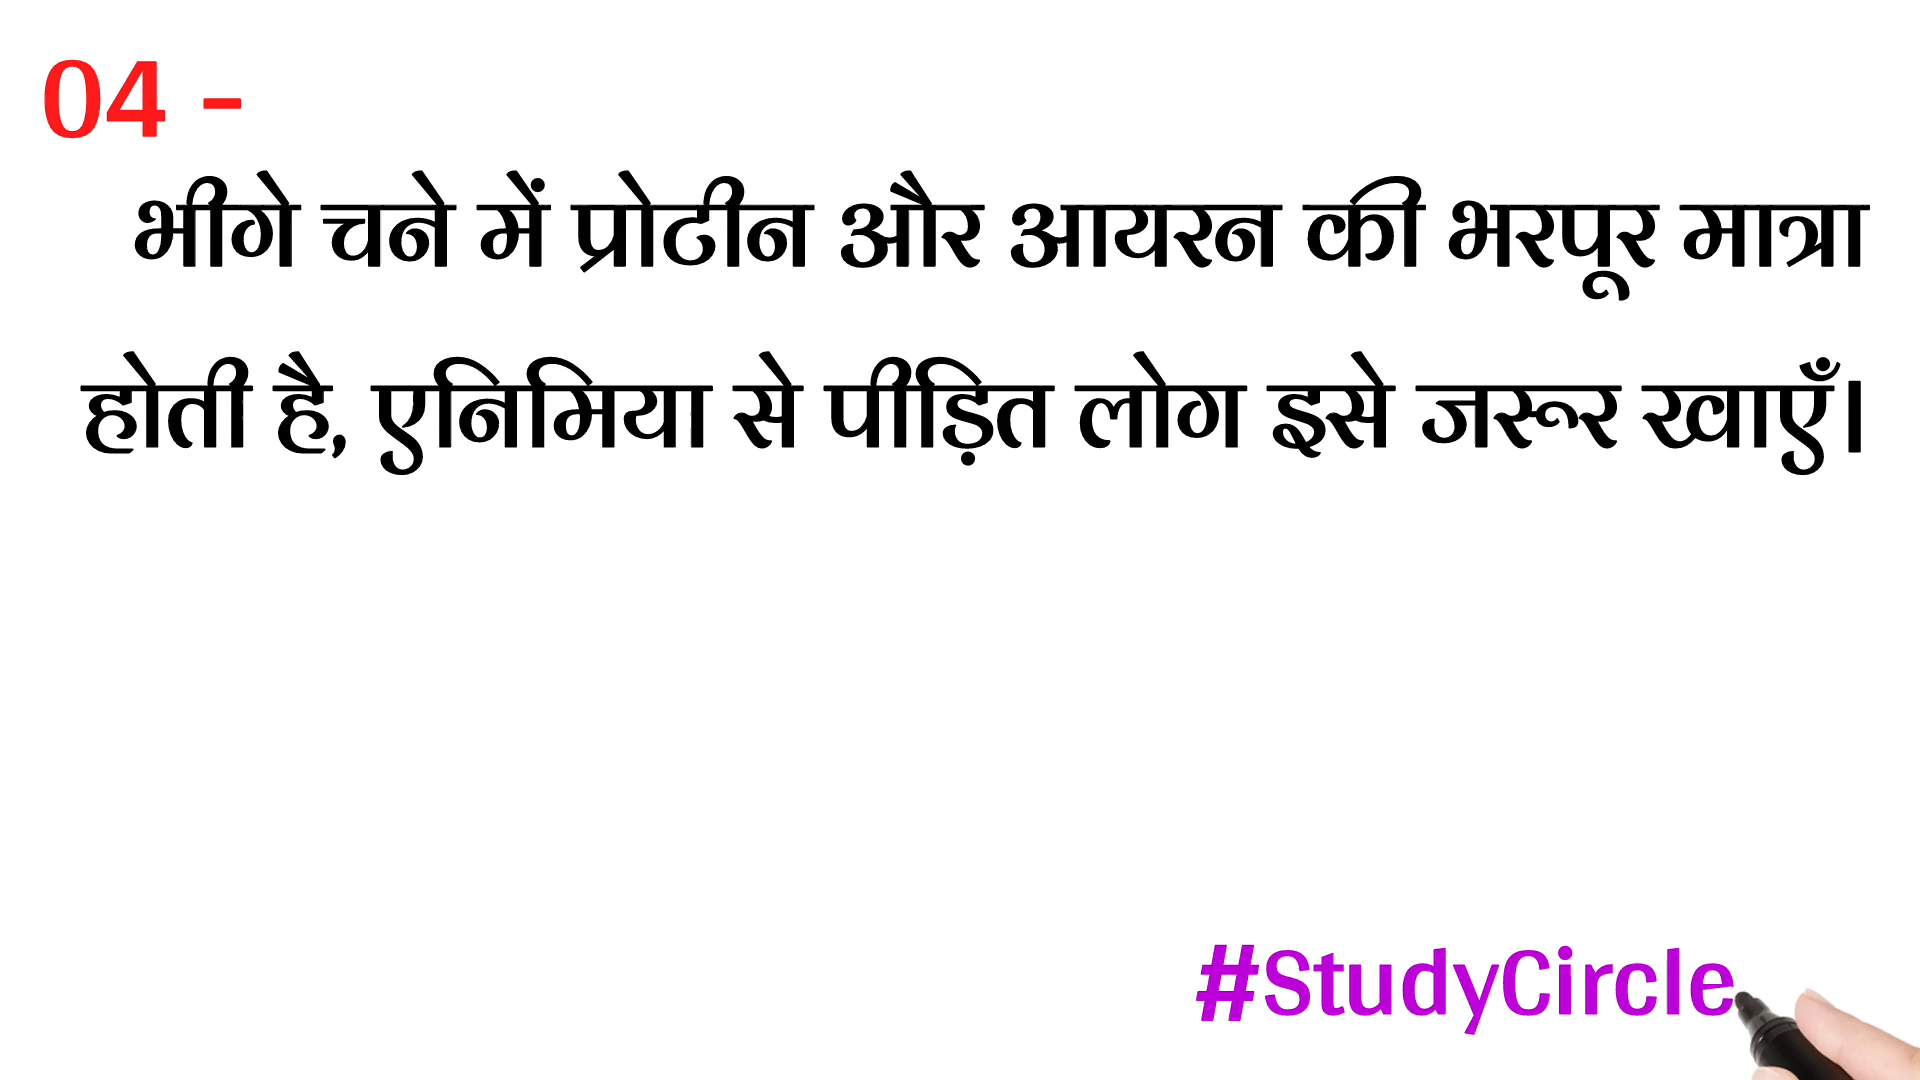 04 -
भीगे चने में प्रोटीन और आयरन की भरपूर मात्रा
होती है, एनिमिया से पीड़ित लोग इसे जरूर खाएँ।
#StudyCircle